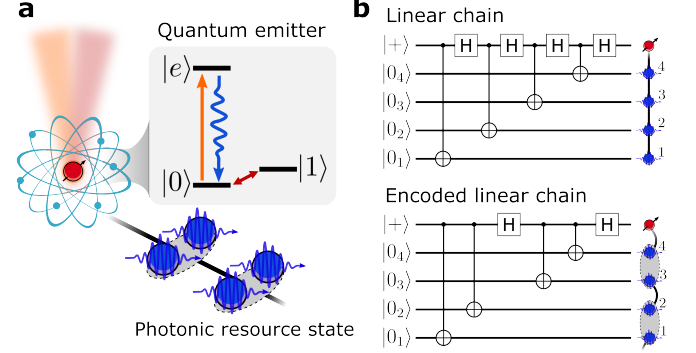 a
Quantum emitter
|e⟩
|0⟩
|1⟩
Photonic resource state
b
Linear chain
|+⟩ H H H H
|0₄⟩ 4
|0₃⟩ 3
|0₂⟩ 2
|0₁⟩ 1
Encoded linear chain
|+⟩ H H
|0₄⟩ 4
|0₃⟩ 3
|0₂⟩ 2
|0₁⟩ 1